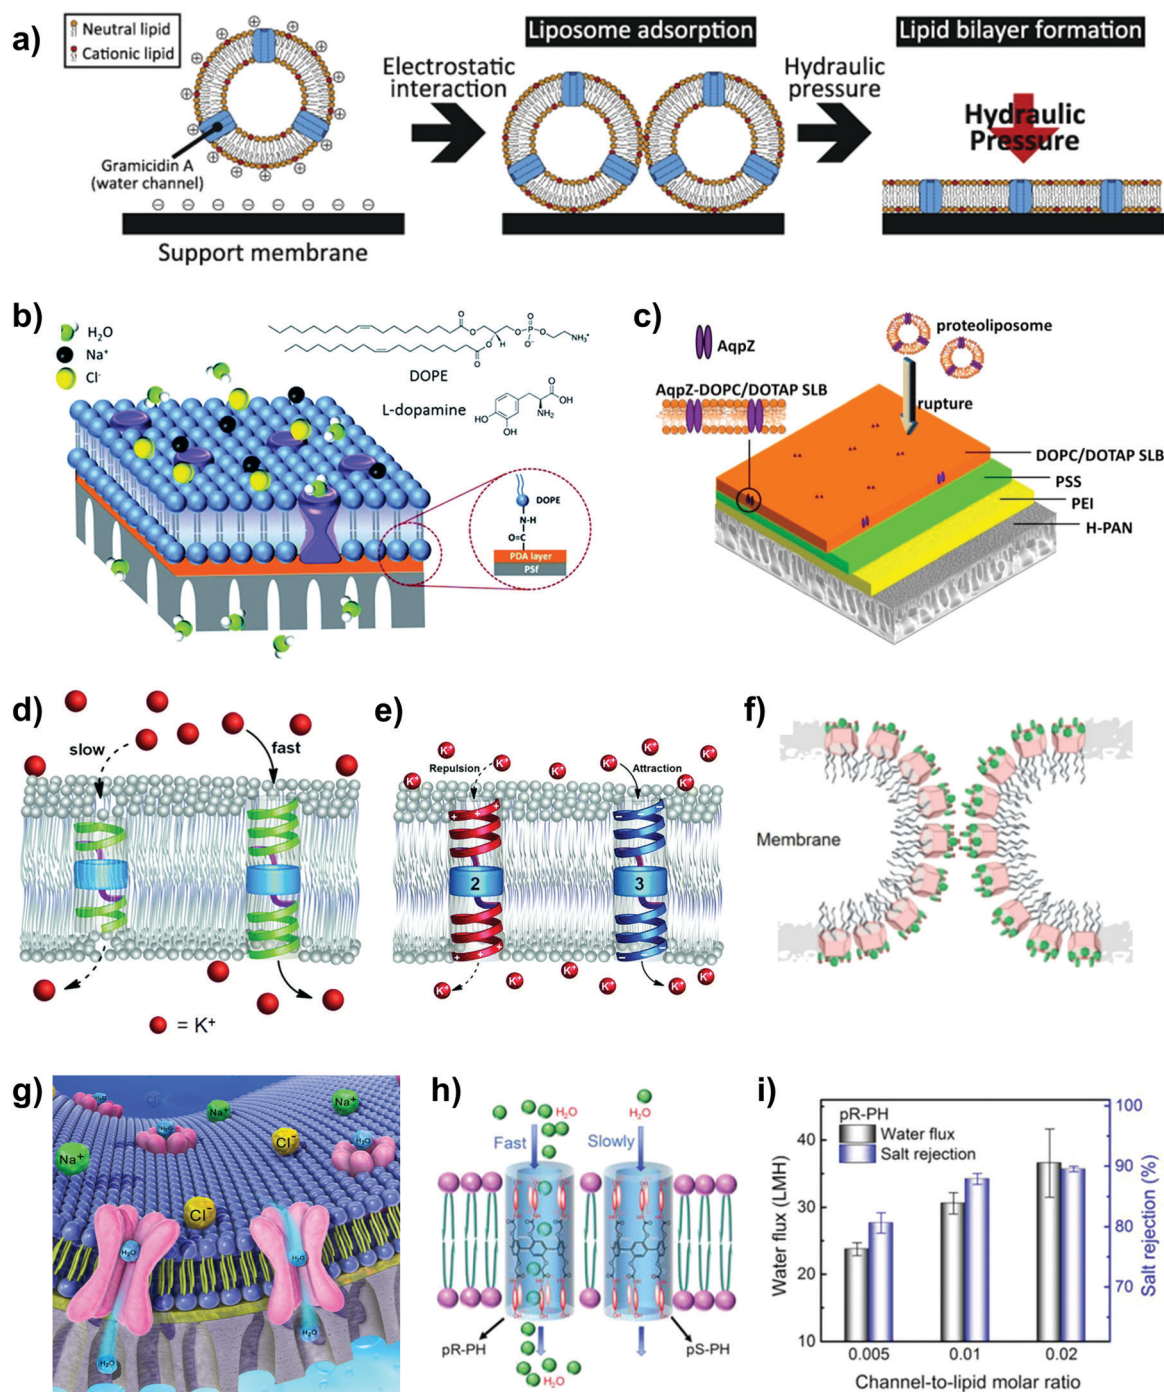 a)
Neutral lipid
Cationic lipid
Gramicidin A
(water channel)
Support membrane
Electrostatic
interaction
Liposome adsorption
Hydraulic
pressure
Lipid bilayer formation
Hydraulic
Pressure
b)
H₂O
Na⁺
Cl⁻
DOPE
L-dopamine
DOPE
N-H
O=C
PDA layer
PSf
c)
AqpZ
proteoliposome
AqpZ-DOPC/DOTAP SLB
rupture
DOPC/DOTAP SLB
PSS
PEI
H-PAN
d)
slow
fast
= K⁺
e)
K⁺ K⁺ K⁺ K⁺ K⁺ K⁺
Repulsion
Attraction
2
3
K⁺ K⁺ K⁺ K⁺ K⁺ K⁺
f)
Membrane
g)
H₂O
Na⁺
Na⁺
H₂O
Cl⁻
H₂O
Na⁺
Cl⁻
H₂O
H₂O
H₂O
H₂O
h)
H₂O
H₂O
Fast
Slowly
pR-PH
pS-PH
H₂O
i)
pR-PH
Water flux
Salt rejection
Water flux (LMH)
40
30
20
10
100
90
80
70
Salt rejection (%)
0.005
0.01
0.02
Channel-to-lipid molar ratio